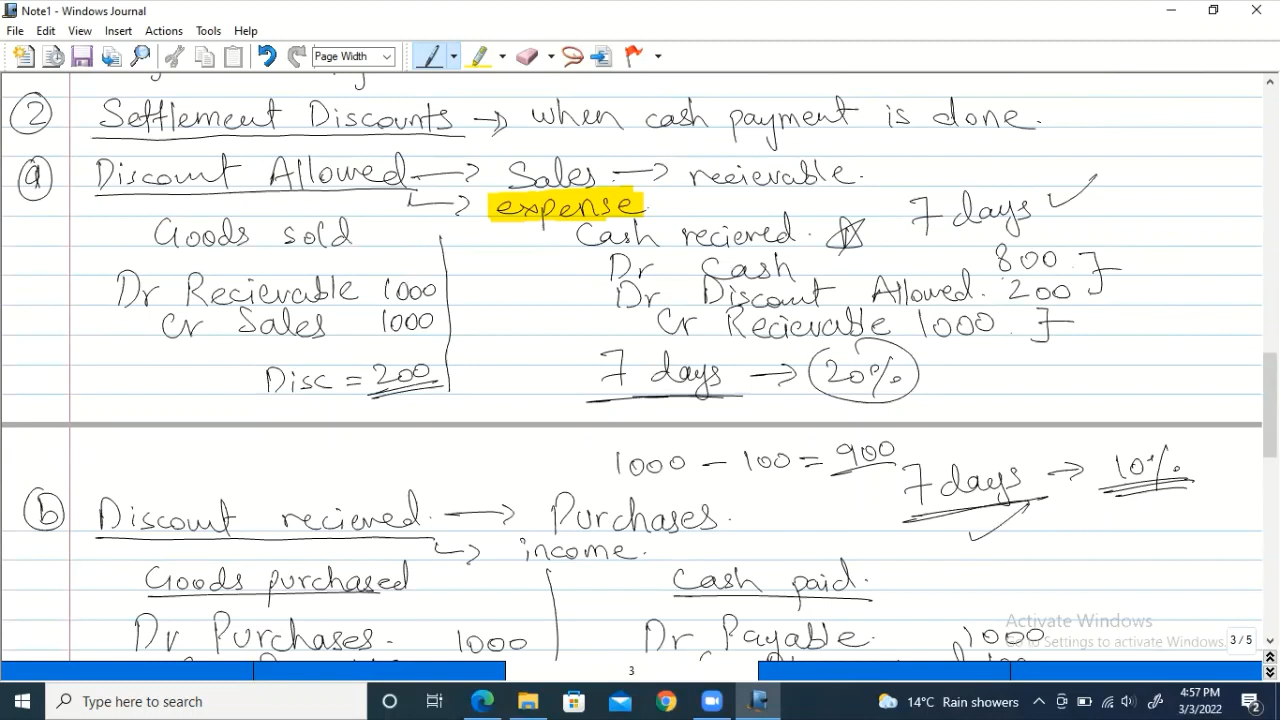 Note1 - Windows Journal
File Edit View Insert Actions Tools Help
Page Width
2 Settlement Discounts → when cash payment is done.
a Discount Allowed → Sales → recievable.
→ expense
Goods sold
Cash recieved. 7 days ✓
Dr Cash 800
Dr Recievable 1000
Dr Discount Allowed. 200
Cr Sales 1000
Cr Recievable 1000
Disc = 200
7 days → 20%
1000 - 100 = 900
7 days → 10%
b Discount recieved. → Purchases.
→ income.
Goods purchased
Cash paid.
Dr Purchases. 1000
Dr Payable. 1000
Activate Windows
Go to Settings to activate Windows.
3/5
3
Type here to search
14°C Rain showers
4:57 PM
3/3/2022
2